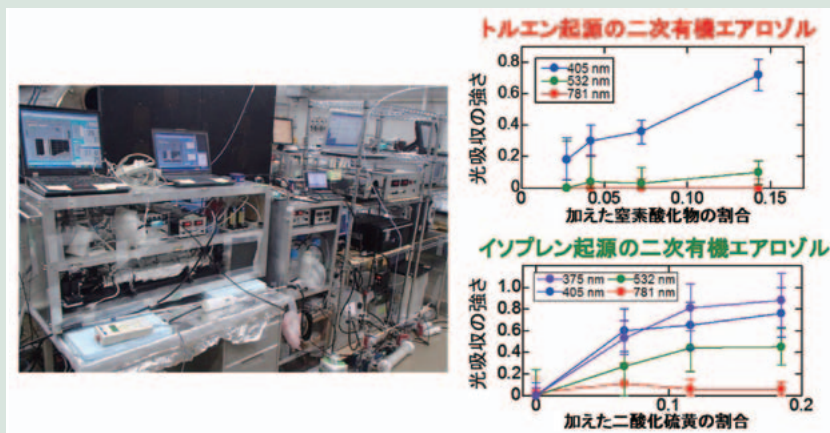 トルエン起源の二次有機エアロゾル
光吸収の強さ
0.8
0.6
0.4
0.2
0
405 nm
532 nm
781 nm
0 0.05 0.10 0.15
加えた窒素酸化物の割合
イソプレン起源の二次有機エアロゾル
光吸収の強さ
1.0
0.8
0.6
0.4
0.2
0
375 nm 532 nm
405 nm 781 nm
0 0.1 0.2
加えた二酸化硫黄の割合